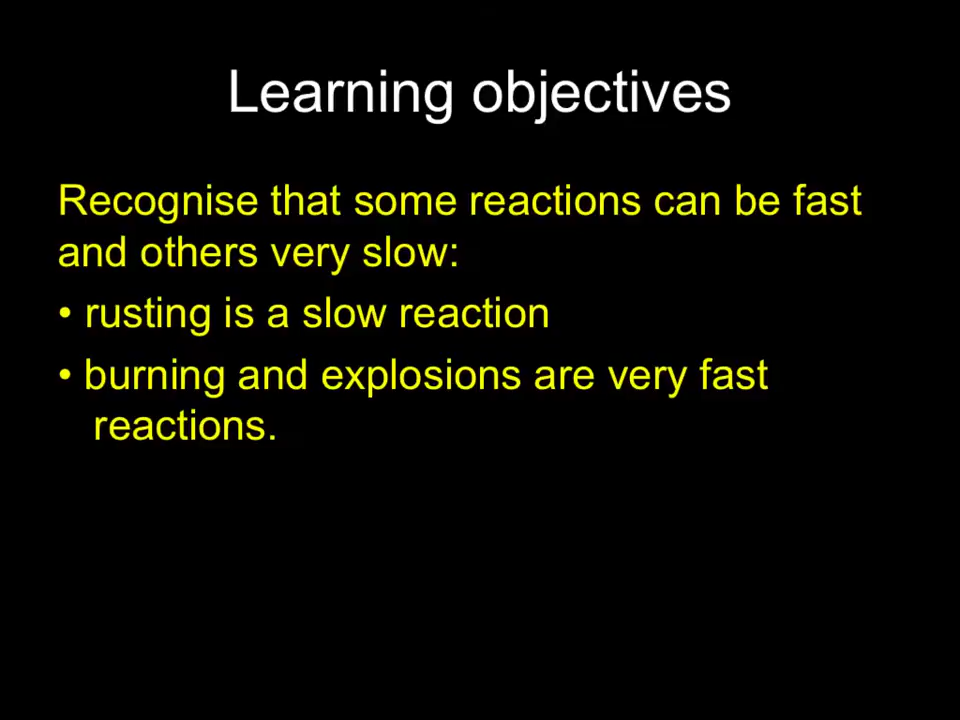 Learning objectives
Recognise that some reactions can be fast
and others very slow:
• rusting is a slow reaction
• burning and explosions are very fast
reactions.